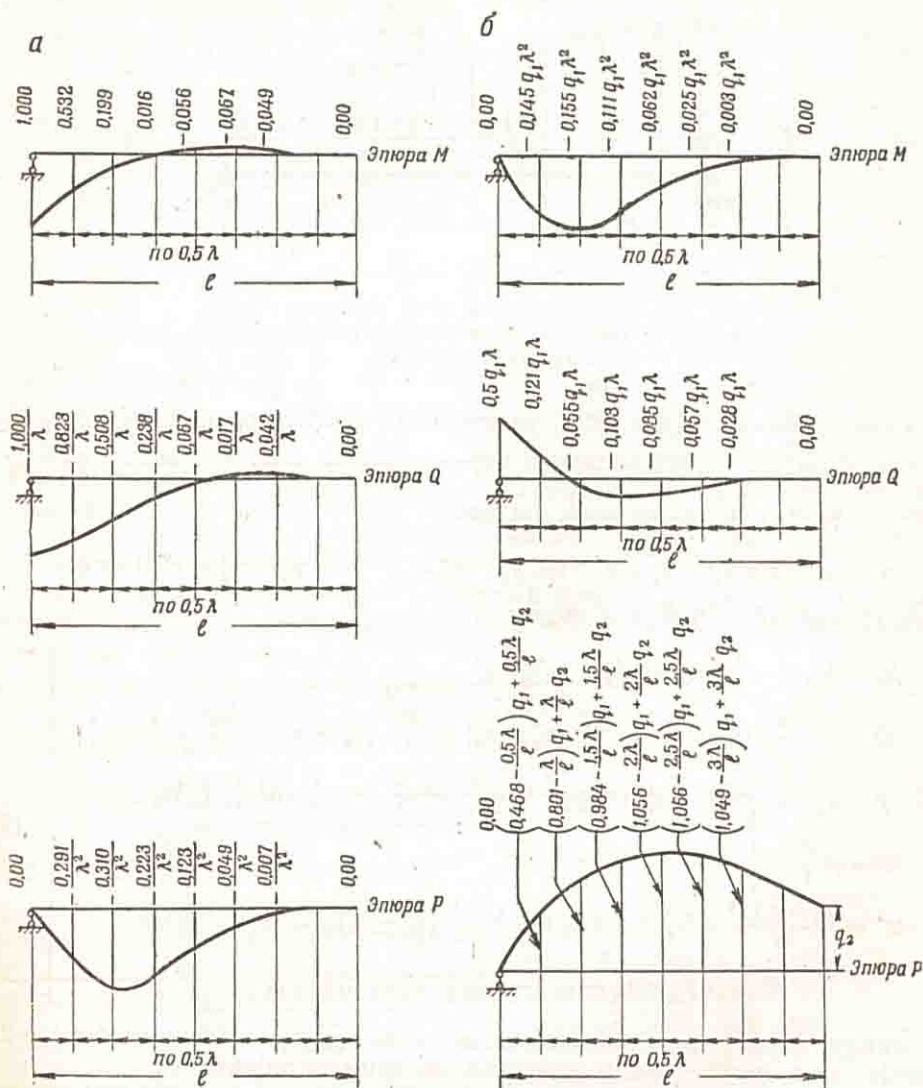 а
1,000
0,532
0,199
0,016
-0,056
-0,067
-0,049
0,00
Эпюра M
по 0,5 λ
ℓ
1,000/λ
0,823/λ
0,508/λ
0,238/λ
0,067/λ
0,017/λ
0,042/λ
0,00
Эпюра Q
по 0,5 λ
ℓ
0,00
0,291/λ²
0,310/λ²
0,223/λ²
0,123/λ²
0,049/λ²
0,007/λ²
0,00
Эпюра P
по 0,5 λ
ℓ
б
0,00
0,145 q₁λ²
0,155 q₁λ²
0,111 q₁λ²
0,062 q₁λ²
0,025 q₁λ²
0,003 q₁λ²
0,00
Эпюра M
по 0,5 λ
ℓ
0,5 q₁λ
0,121 q₁λ
0,055 q₁λ
0,103 q₁λ
0,085 q₁λ
0,057 q₁λ
0,028 q₁λ
0,00
Эпюра Q
по 0,5 λ
ℓ
0,00
(0,468 - 0,5λ/ℓ) q₁ + 0,5λ/ℓ q₂
(0,801 - λ/ℓ) q₁ + λ/ℓ q₂
(0,984 - 1,5λ/ℓ) q₁ + 1,5λ/ℓ q₂
(1,056 - 2λ/ℓ) q₁ + 2λ/ℓ q₂
(1,066 - 2,5λ/ℓ) q₁ + 2,5λ/ℓ q₂
(1,049 - 3λ/ℓ) q₁ + 3λ/ℓ q₂
q₂
Эпюра P
по 0,5 λ
ℓ